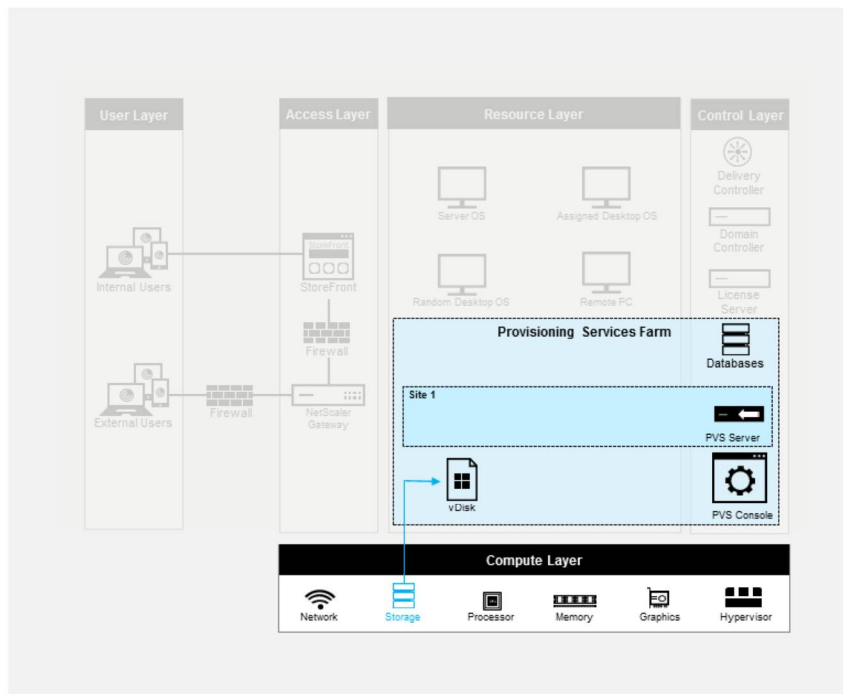 User Layer
Access Layer
Resource Layer
Control Layer
Delivery
Controller
Server OS
Assigned Desktop OS
Domain
Controller
StoreFront
Internal Users
StoreFront
Random Desktop OS
Remote PC
License
Server
Provisioning Services Farm
Firewall
Databases
Site 1
External Users
Firewall
NetScaler
Gateway
PVS Server
vDisk
PVS Console
Compute Layer
Network
Storage
Processor
Memory
Graphics
Hypervisor